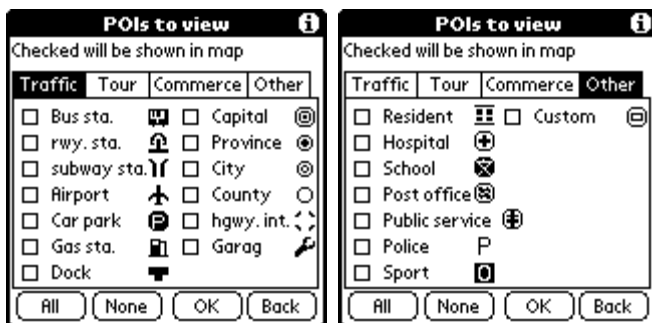 POIs to view
Checked will be shown in map
Traffic Tour Commerce Other
Bus sta. Capital
rwy. sta. Province
subway sta. City
Airport County
Car park P hgwy. int.
Gas sta. Garag
Dock
All None OK Back
POIs to view
Checked will be shown in map
Traffic Tour Commerce Other
Resident Custom
Hospital
School
Post office
Public service
Police P
Sport
All None OK Back